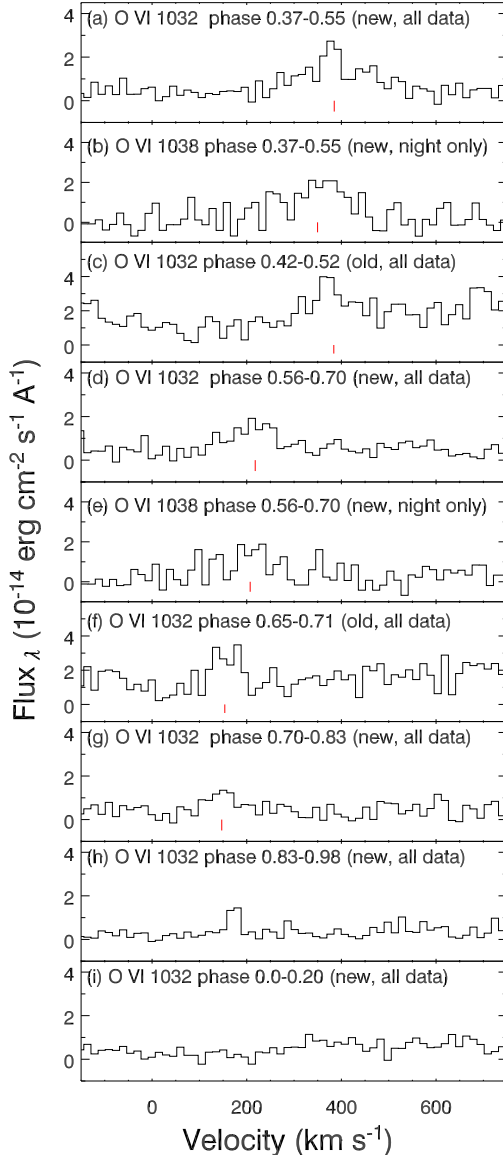 (a) O VI 1032 phase 0.37-0.55 (new, all data)
4
2
0
(b) O VI 1038 phase 0.37-0.55 (new, night only)
4
2
0
(c) O VI 1032 phase 0.42-0.52 (old, all data)
4
2
0
(d) O VI 1032 phase 0.56-0.70 (new, all data)
4
2
0
(e) O VI 1038 phase 0.56-0.70 (new, night only)
4
2
0
(f) O VI 1032 phase 0.65-0.71 (old, all data)
4
2
0
(g) O VI 1032 phase 0.70-0.83 (new, all data)
4
2
0
(h) O VI 1032 phase 0.83-0.98 (new, all data)
4
2
0
(i) O VI 1032 phase 0.0-0.20 (new, all data)
4
2
0
Flux λ (10⁻¹⁴ erg cm⁻² s⁻¹ A⁻¹)
0 200 400 600
Velocity (km s⁻¹)